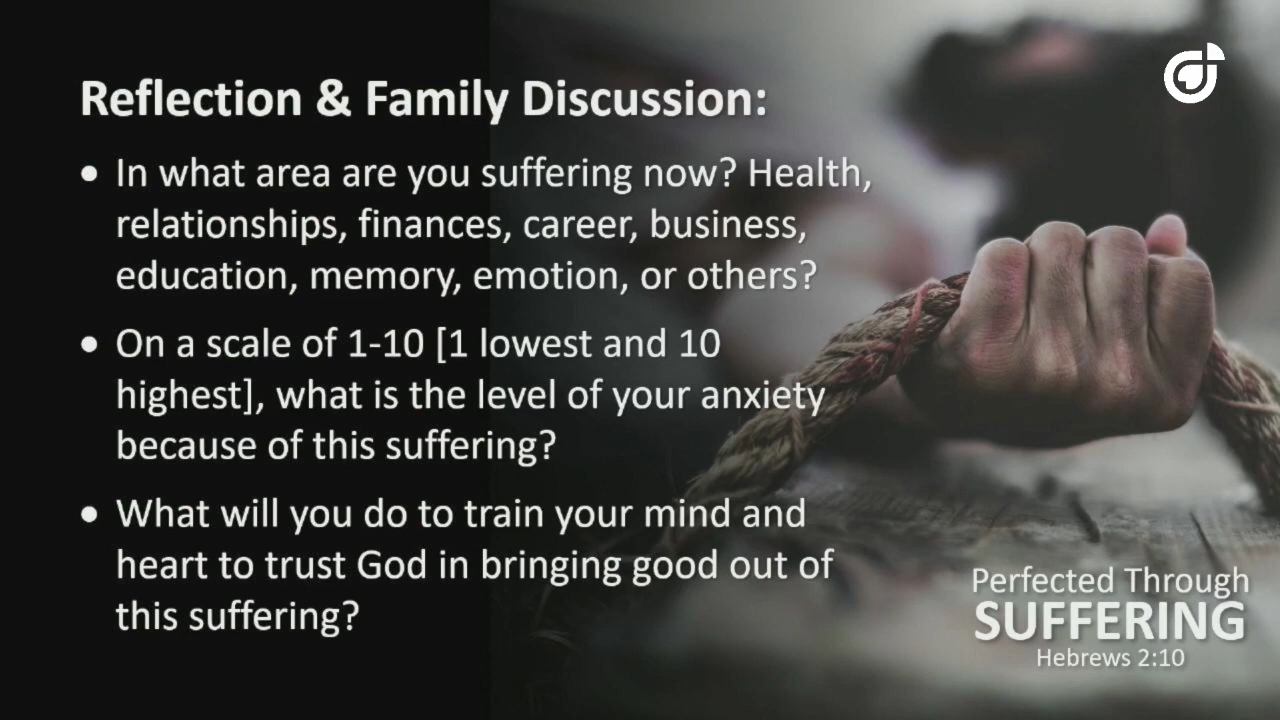 Reflection & Family Discussion:
• In what area are you suffering now? Health,
relationships, finances, career, business,
education, memory, emotion, or others?
• On a scale of 1-10 [1 lowest and 10
highest], what is the level of your anxiety
because of this suffering?
• What will you do to train your mind and
heart to trust God in bringing good out of
this suffering?
Perfected Through
SUFFERING
Hebrews 2:10